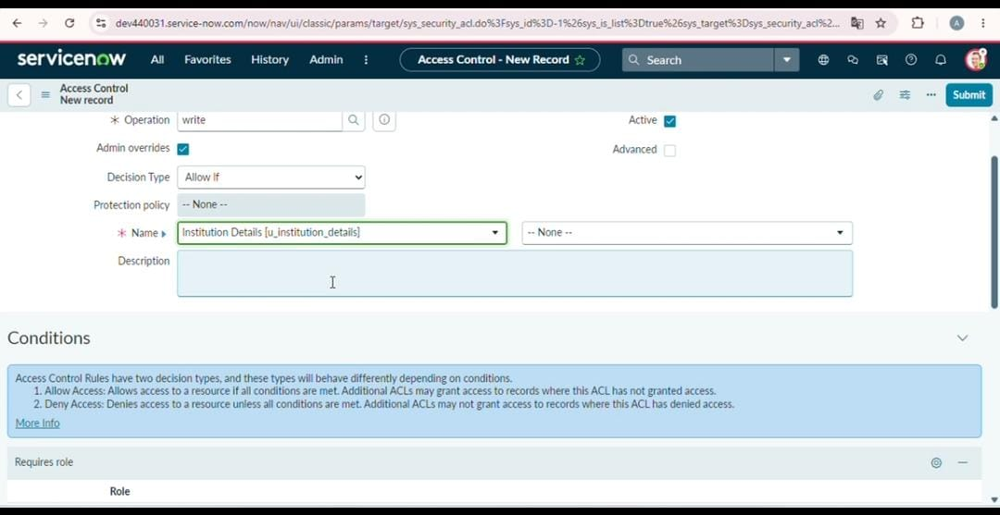 dev440031.service-now.com/now/nav/ui/classic/params/target/sys_security_acl.do%3Fsys_id%3D-1%26sys_is_list%3Dtrue%26sys_target%3Dsys_security_acl%2...
A
servicenow All Favorites History Admin Access Control - New Record Search
Access Control
New record
Submit
* Operation write Active
Admin overrides Advanced
Decision Type Allow If
Protection policy -- None --
* Name Institution Details [u_institution_details] -- None --
Description
Conditions
Access Control Rules have two decision types, and these types will behave differently depending on conditions.
1. Allow Access: Allows access to a resource if all conditions are met. Additional ACLs may grant access to records where this ACL has not granted access.
2. Deny Access: Denies access to a resource unless all conditions are met. Additional ACLs may not grant access to records where this ACL has denied access.
More Info
Requires role
Role